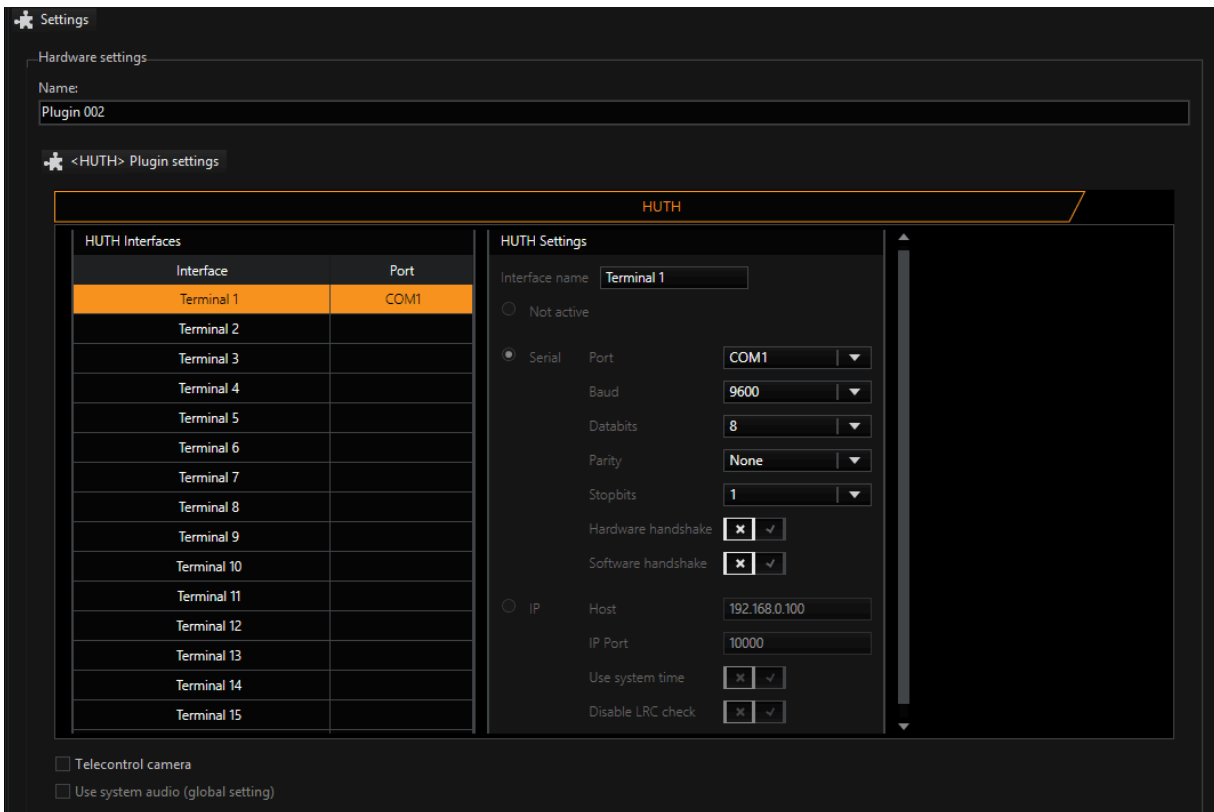 Settings
Hardware settings
Name:
Plugin 002
<HUTH> Plugin settings
HUTH
HUTH Interfaces
Interface Port
Terminal 1 COM1
Terminal 2
Terminal 3
Terminal 4
Terminal 5
Terminal 6
Terminal 7
Terminal 8
Terminal 9
Terminal 10
Terminal 11
Terminal 12
Terminal 13
Terminal 14
Terminal 15
HUTH Settings
Interface name Terminal 1
Not active
Serial Port COM1
Baud 9600
Databits 8
Parity None
Stopbits 1
Hardware handshake
Software handshake
IP Host 192.168.0.100
IP Port 10000
Use system time
Disable LRC check
Telecontrol camera
Use system audio (global setting)